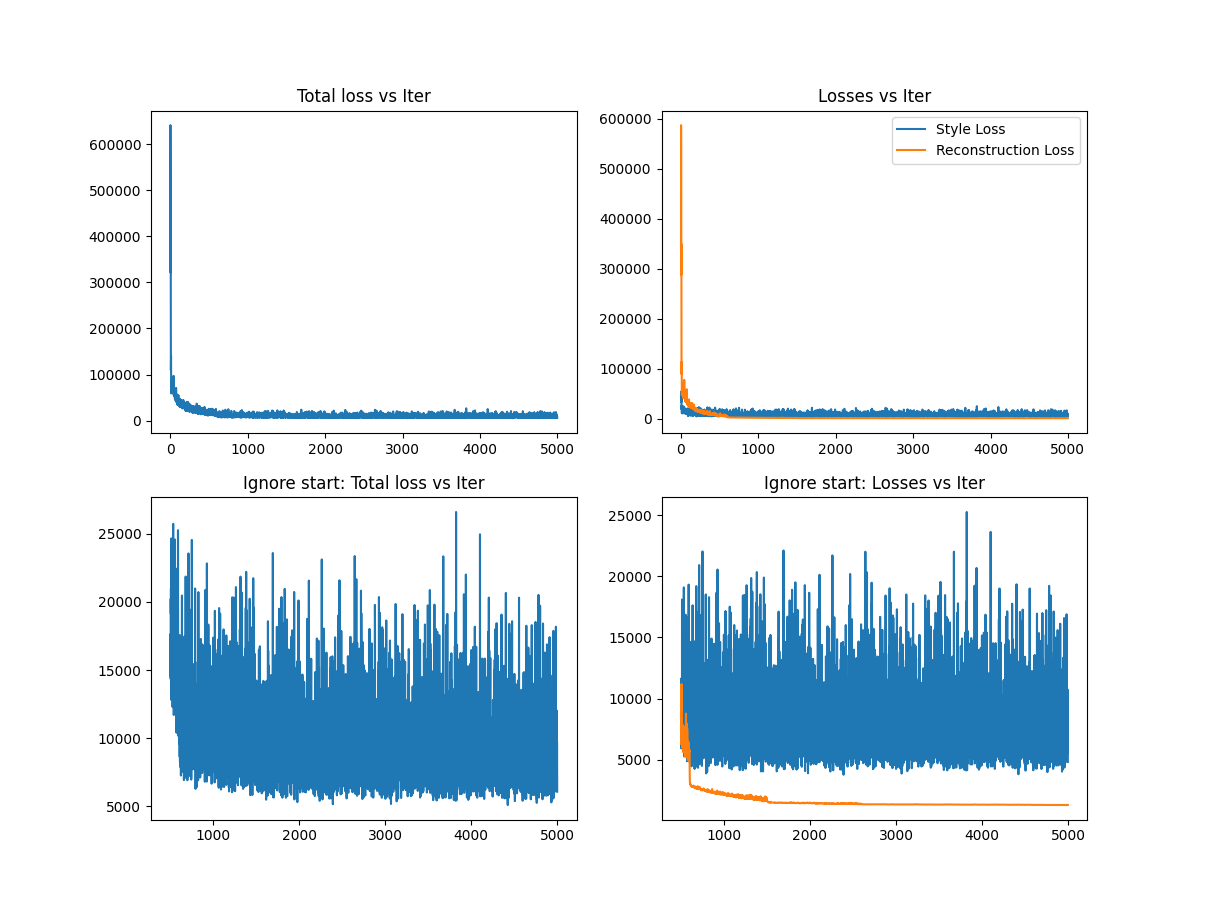 Total loss vs Iter
600000
500000
400000
300000
200000
100000
0
0 1000 2000 3000 4000 5000
Losses vs Iter
Style Loss
Reconstruction Loss
600000
500000
400000
300000
200000
100000
0
0 1000 2000 3000 4000 5000
Ignore start: Total loss vs Iter
25000
20000
15000
10000
5000
1000 2000 3000 4000 5000
Ignore start: Losses vs Iter
25000
20000
15000
10000
5000
1000 2000 3000 4000 5000